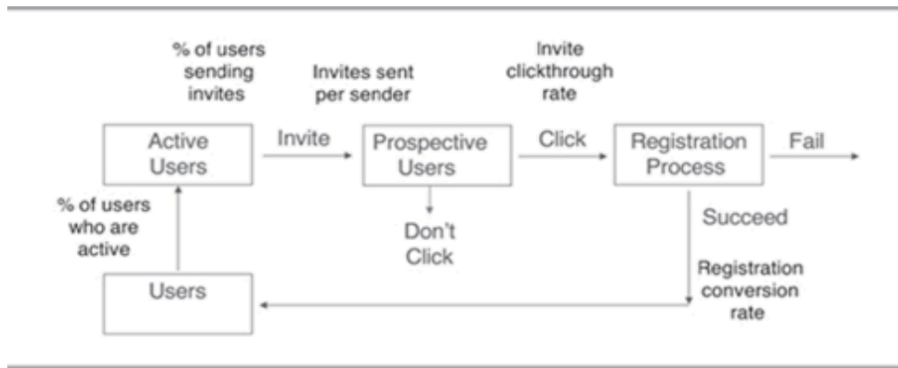 % of users
sending
invites
Invites sent
per sender
Invite
clickthrough
rate
Active
Users
Invite
Prospective
Users
Click
Registration
Process
Fail
% of users
who are
active
Don't
Click
Succeed
Users
Registration
conversion
rate